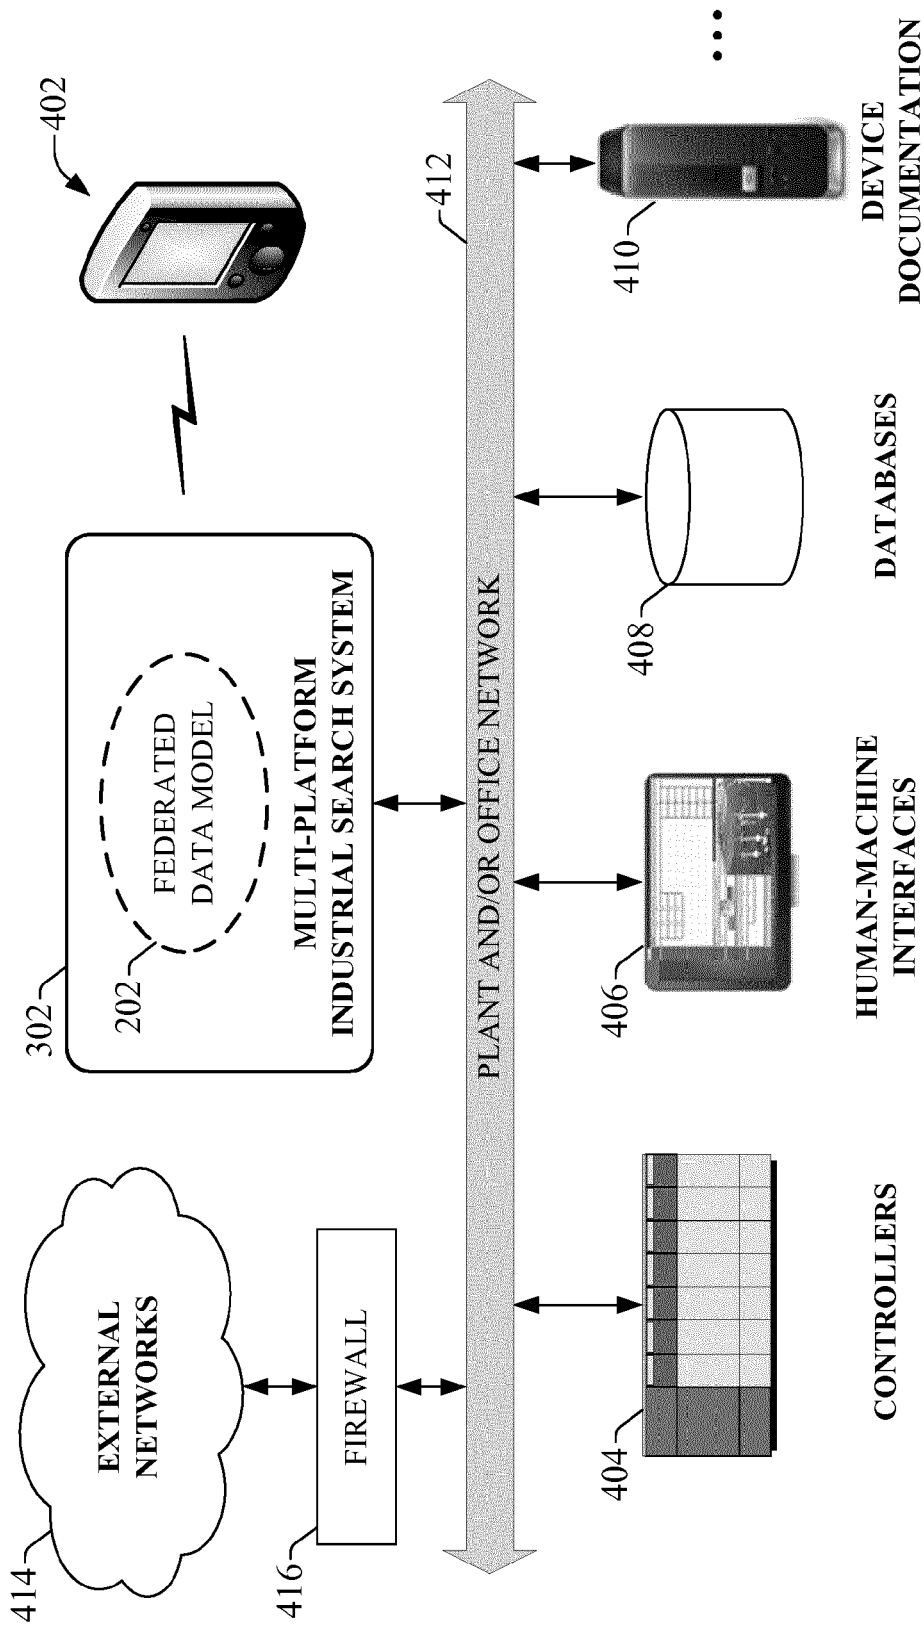 414
EXTERNAL
NETWORKS
416
FIREWALL
302
202
FEDERATED
DATA MODEL
MULTI-PLATFORM
INDUSTRIAL SEARCH SYSTEM
402
412
PLANT AND/OR OFFICE NETWORK
404
CONTROLLERS
406
HUMAN-MACHINE
INTERFACES
408
DATABASES
410
DEVICE
DOCUMENTATION